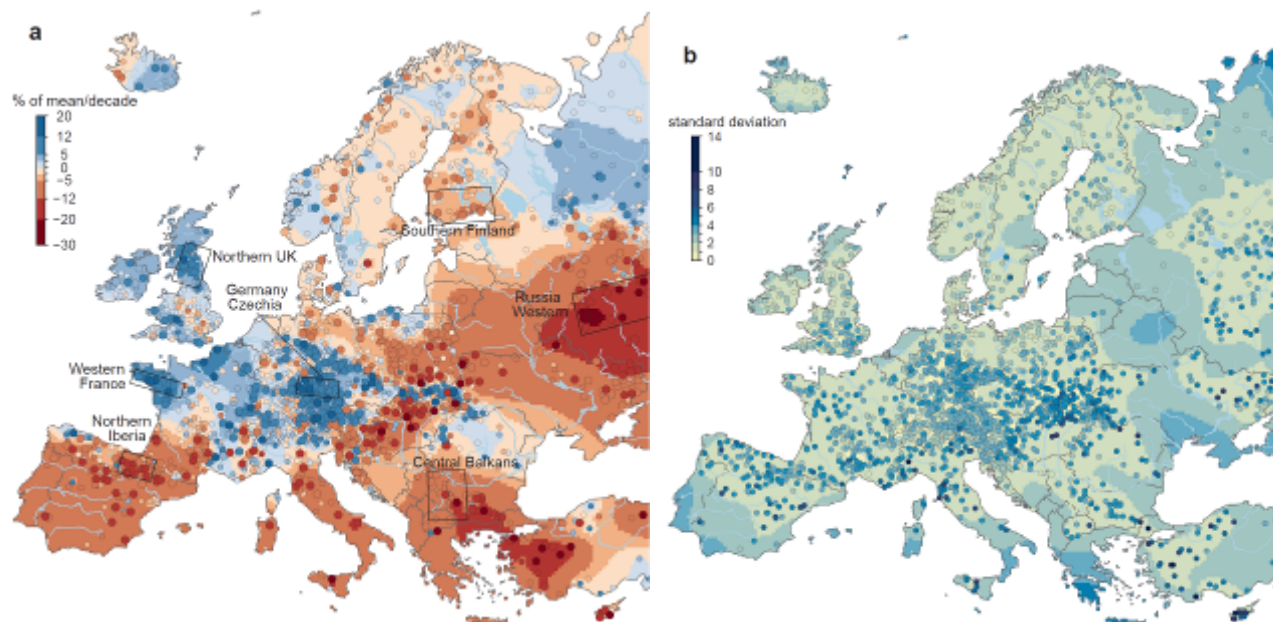 a
% of mean/decade
20
12
5
0
−5
−12
−20
−30
Southern Finland
Northern UK
Germany
Czechia
Russia
Western
Western
France
Northern
Iberia
Central Balkans
b
standard deviation
14
10
6
4
2
0